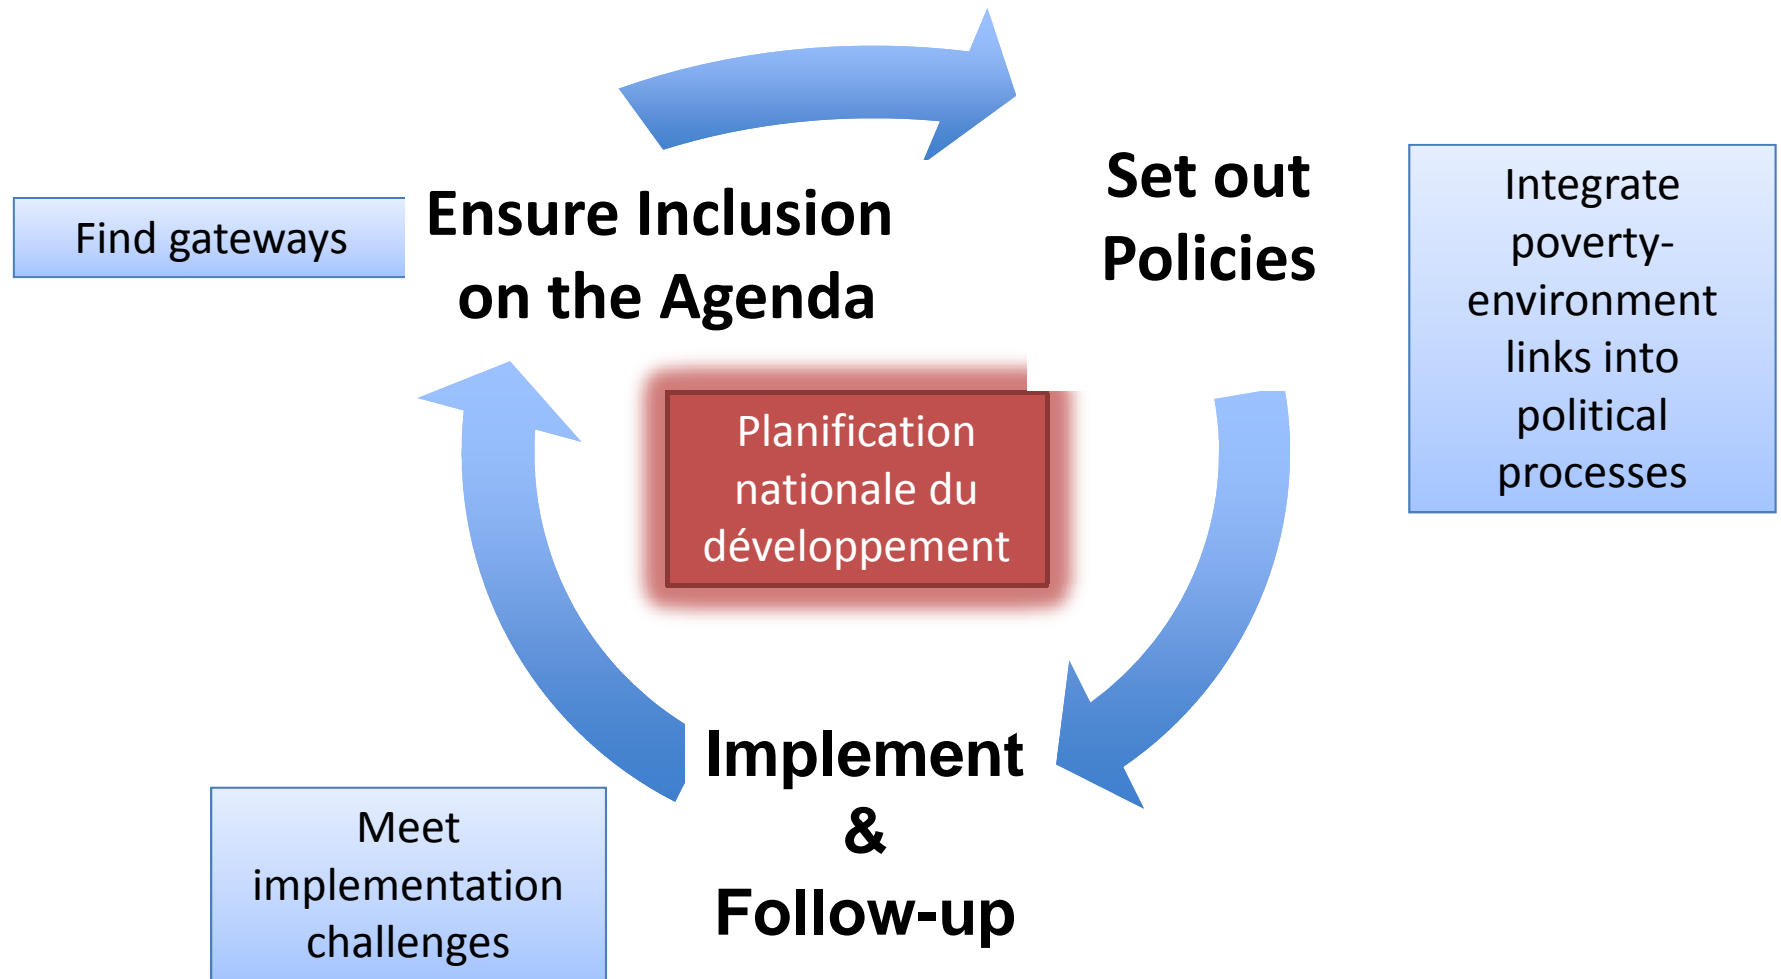 Find gateways
Ensure Inclusion
on the Agenda
Set out
Policies
Integrate
poverty-
environment
links into
political
processes
Planification
nationale du
développement
Implement
&
Follow-up
Meet
implementation
challenges